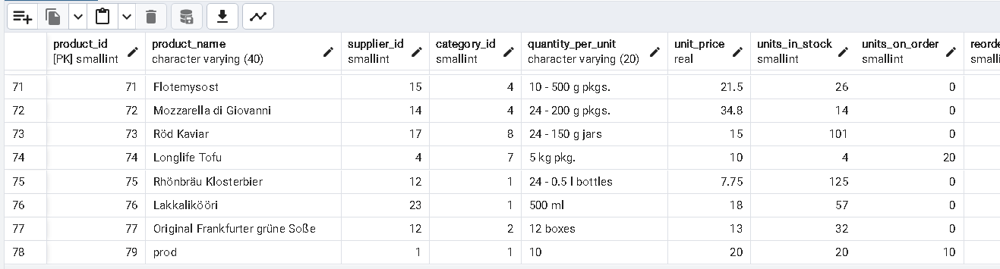 product_id product_name supplier_id category_id quantity_per_unit unit_price units_in_stock units_on_order
[PK] smallint character varying (40) smallint smallint character varying (20) real smallint smallint
71 71 Flotemysost 15 4 10 - 500 g pkgs. 21.5 26 0
72 72 Mozzarella di Giovanni 14 4 24 - 200 g pkgs. 34.8 14 0
73 73 Röd Kaviar 17 8 24 - 150 g jars 15 101 0
74 74 Longlife Tofu 4 7 5 kg pkg. 10 4 20
75 75 Rhönbräu Klosterbier 12 1 24 - 0.5 l bottles 7.75 125 0
76 76 Lakkalikööri 23 1 500 ml 18 57 0
77 77 Original Frankfurter grüne Soße 12 2 12 boxes 13 32 0
78 79 prod 1 1 10 20 20 10